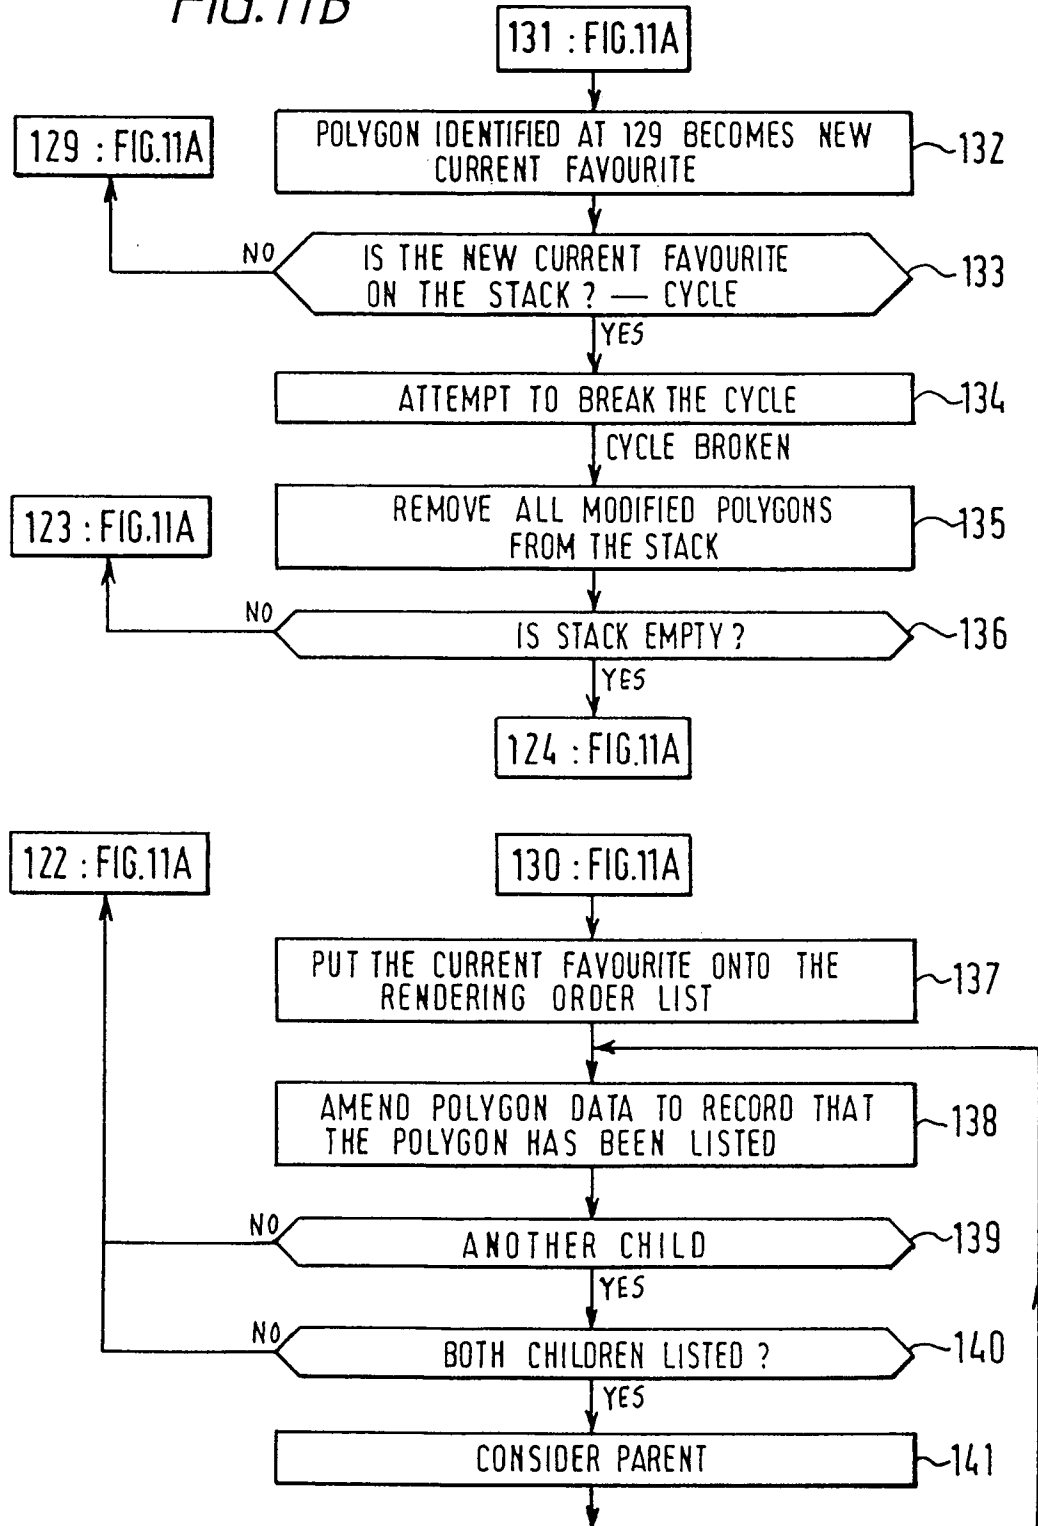 FIG.11B
131 : FIG.11A
129 : FIG.11A
POLYGON IDENTIFIED AT 129 BECOMES NEW
CURRENT FAVOURITE
132
NO
IS THE NEW CURRENT FAVOURITE
ON THE STACK ? — CYCLE
133
YES
ATTEMPT TO BREAK THE CYCLE
134
CYCLE BROKEN
123 : FIG.11A
REMOVE ALL MODIFIED POLYGONS
FROM THE STACK
135
NO
IS STACK EMPTY ?
136
YES
124 : FIG.11A
122 : FIG.11A
130 : FIG.11A
PUT THE CURRENT FAVOURITE ONTO THE
RENDERING ORDER LIST
137
AMEND POLYGON DATA TO RECORD THAT
THE POLYGON HAS BEEN LISTED
138
NO
ANOTHER CHILD
139
YES
NO
BOTH CHILDREN LISTED ?
140
YES
CONSIDER PARENT
141